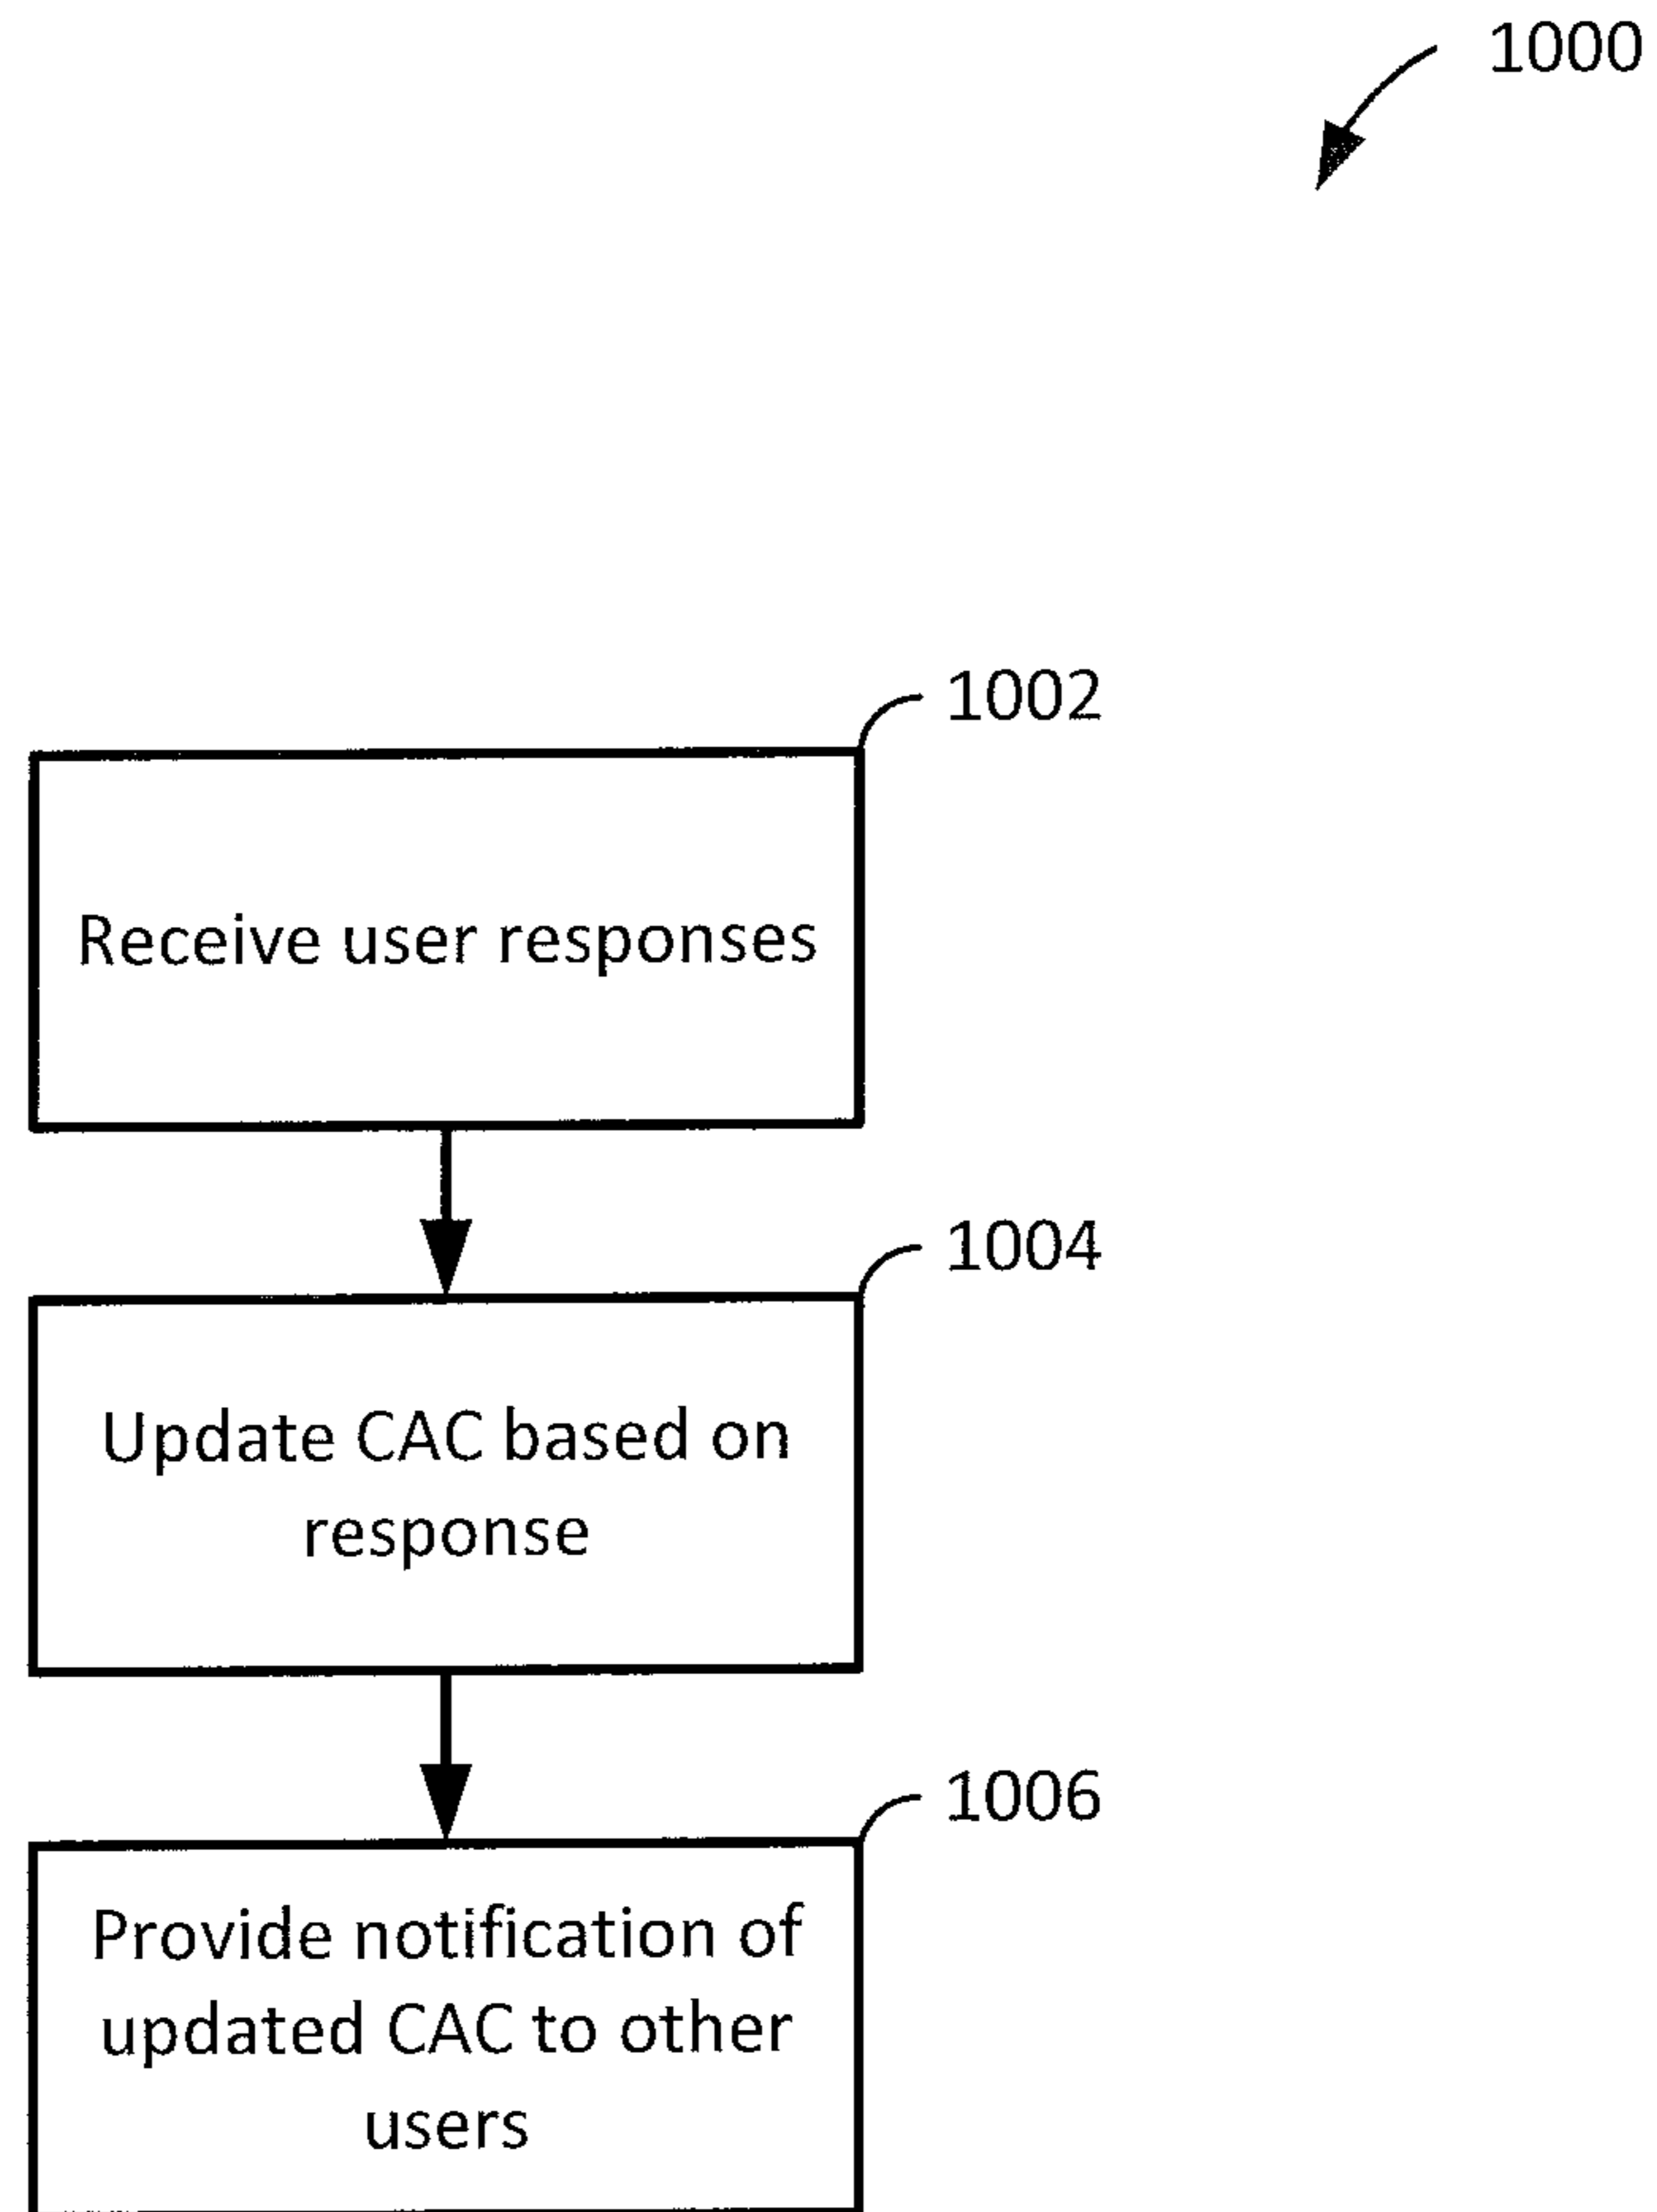 1000
1002
Receive user responses
1004
Update CAC based on
response
1006
Provide notification of
updated CAC to other
users